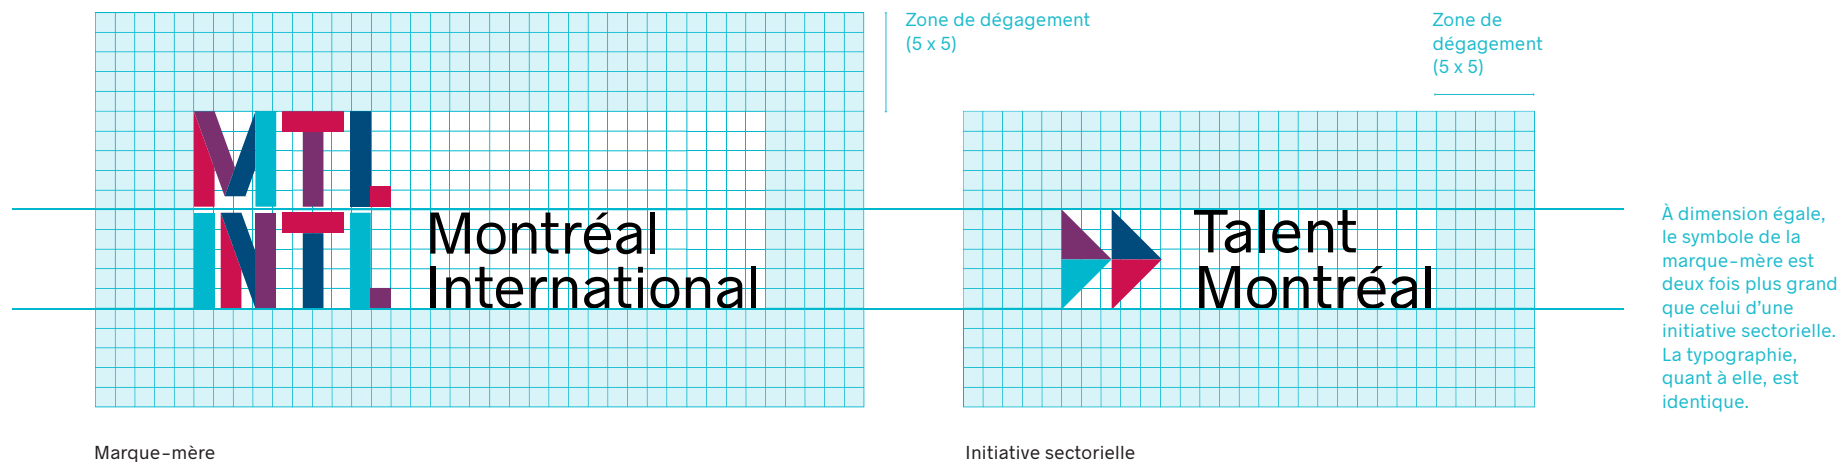 Zone de dégagement
(5 x 5)
Zone de
dégagement
(5 x 5)
MTL.
INTL.
Montréal
International
Talent
Montréal
À dimension égale,
le symbole de la
marque-mère est
deux fois plus grand
que celui d’une
initiative sectorielle.
La typographie,
quant à elle, est
identique.
Marque-mère
Initiative sectorielle